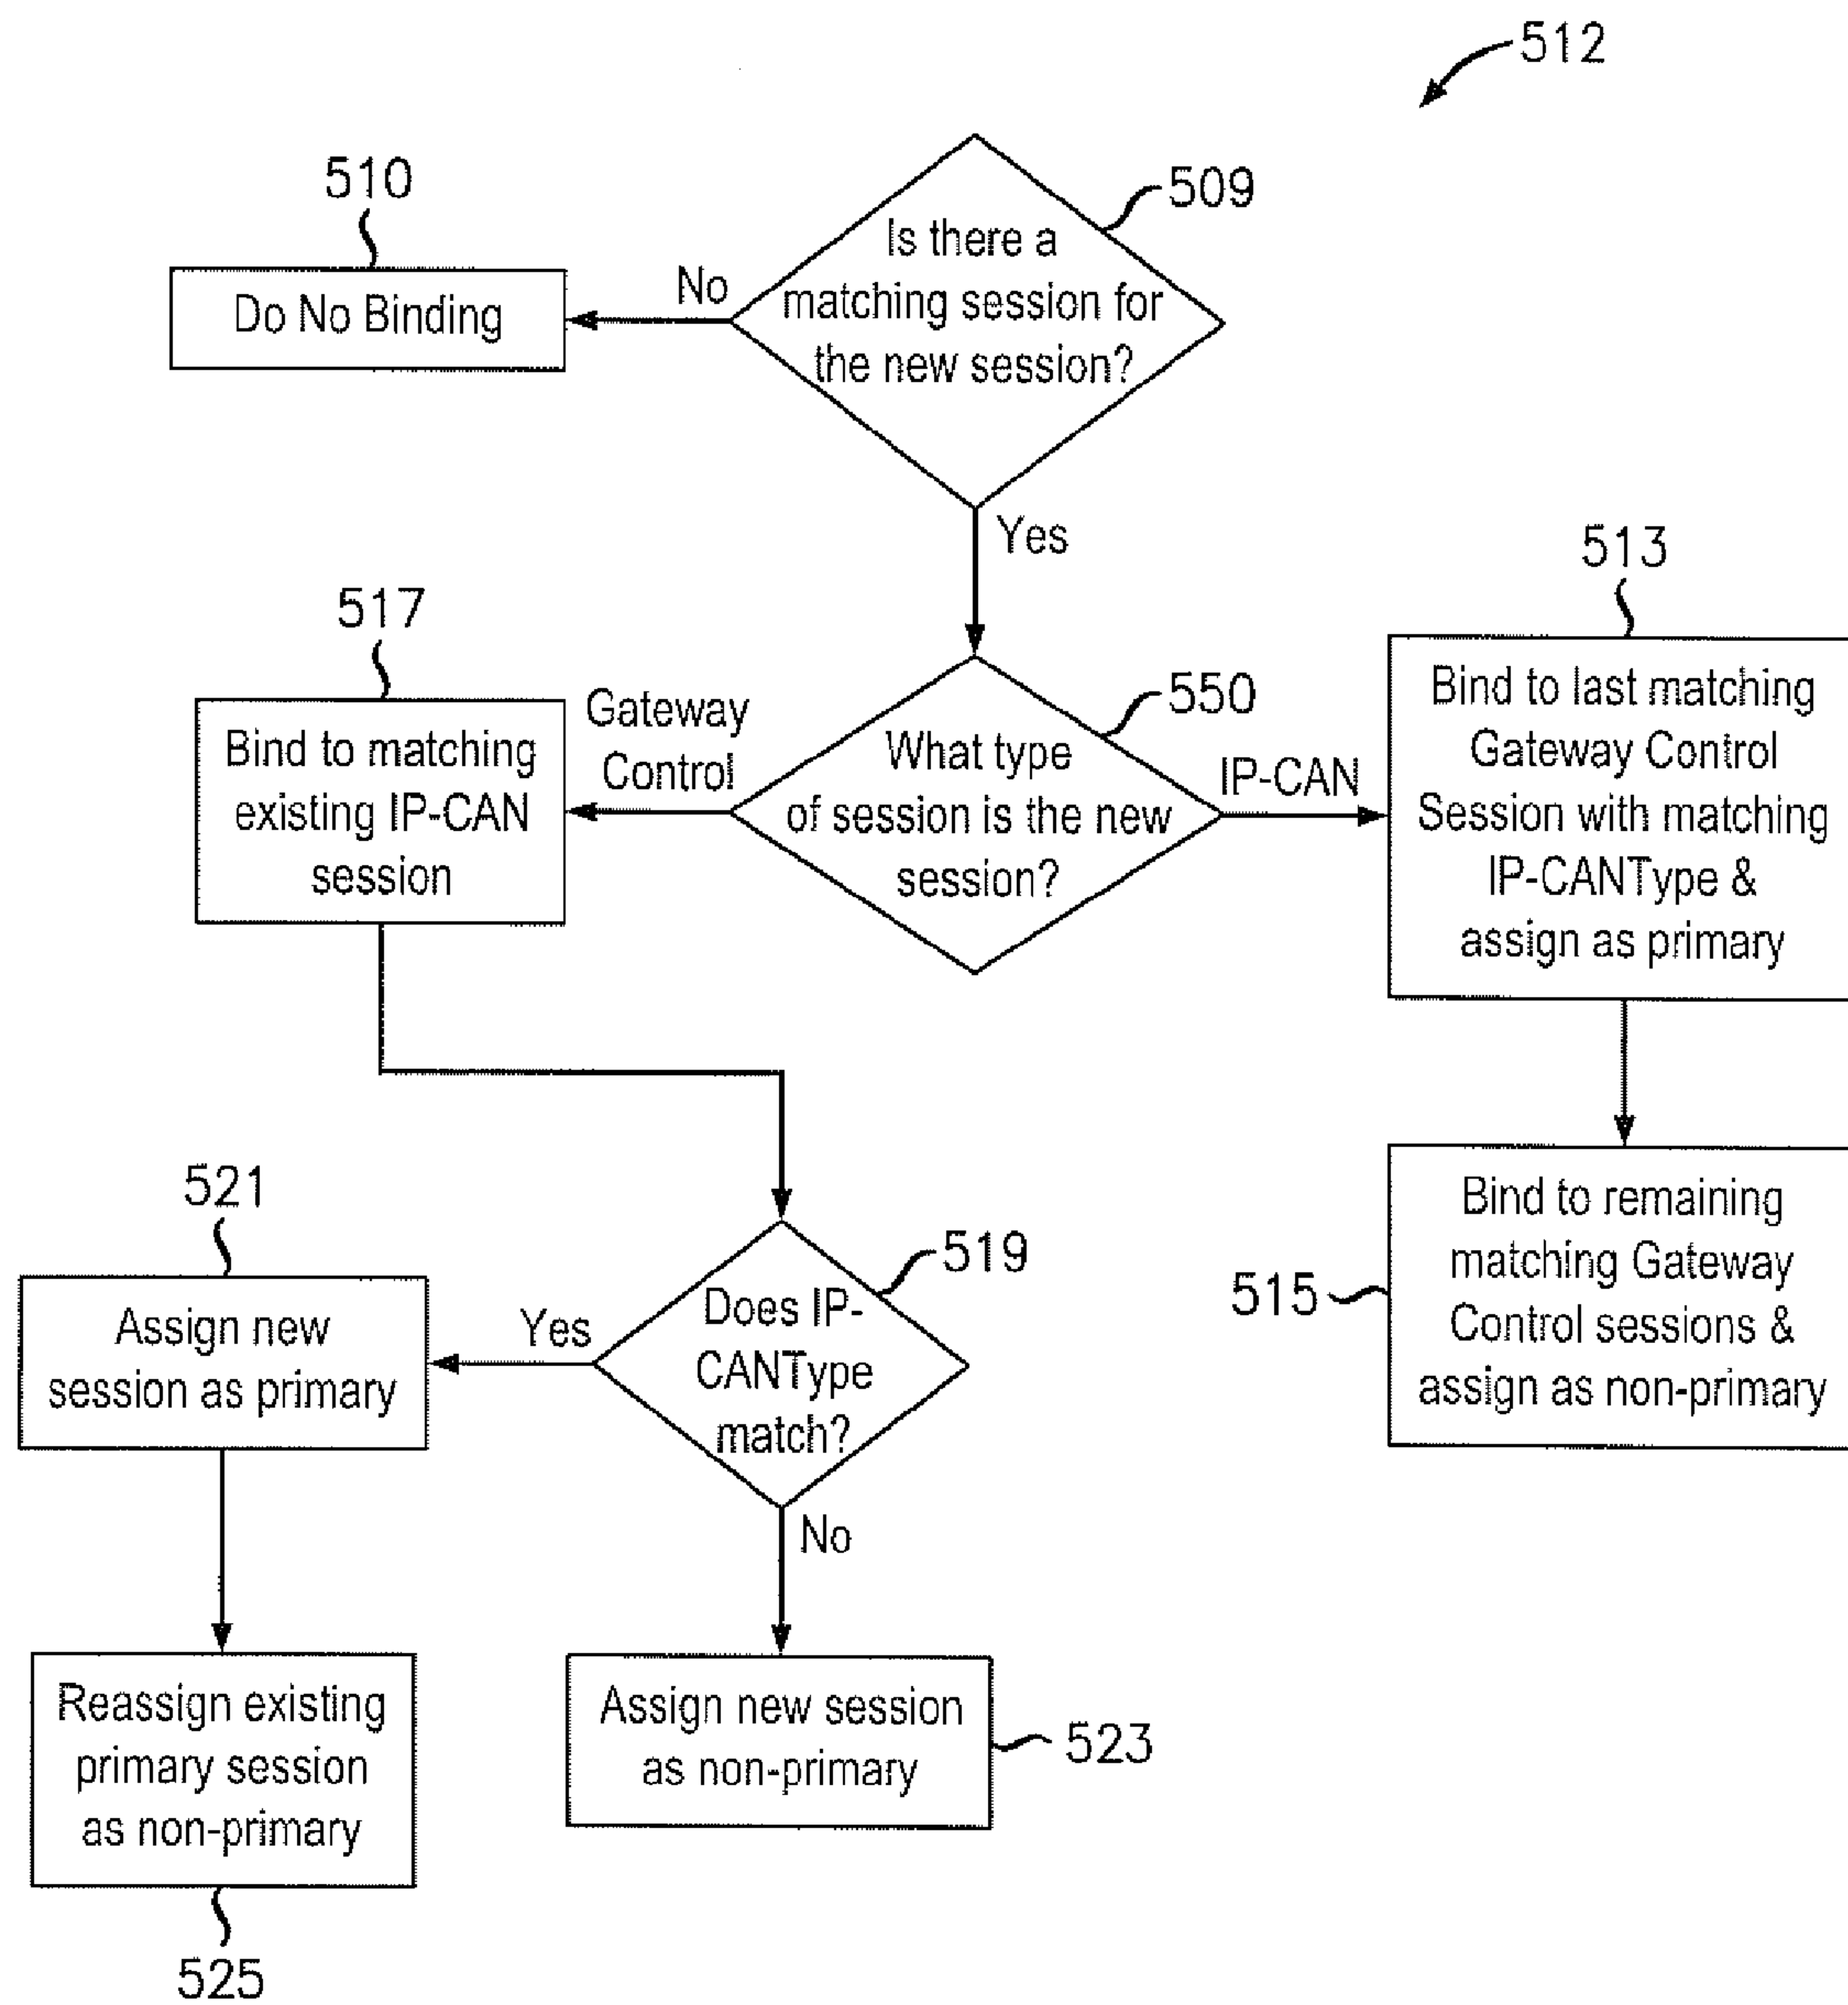 512
510
509
Is there a
matching session for
the new session?
No
Do No Binding
Yes
513
517
550
Gateway
Control
Bind to matching
existing IP-CAN
session
What type
of session is the new
session?
IP-CAN
Bind to last matching
Gateway Control
Session with matching
IP-CANType &
assign as primary
521
519
Does IP-
CANType
match?
Yes
Assign new
session as primary
515
Bind to remaining
matching Gateway
Control sessions &
assign as non-primary
No
Reassign existing
primary session
as non-primary
Assign new session
as non-primary
523
525